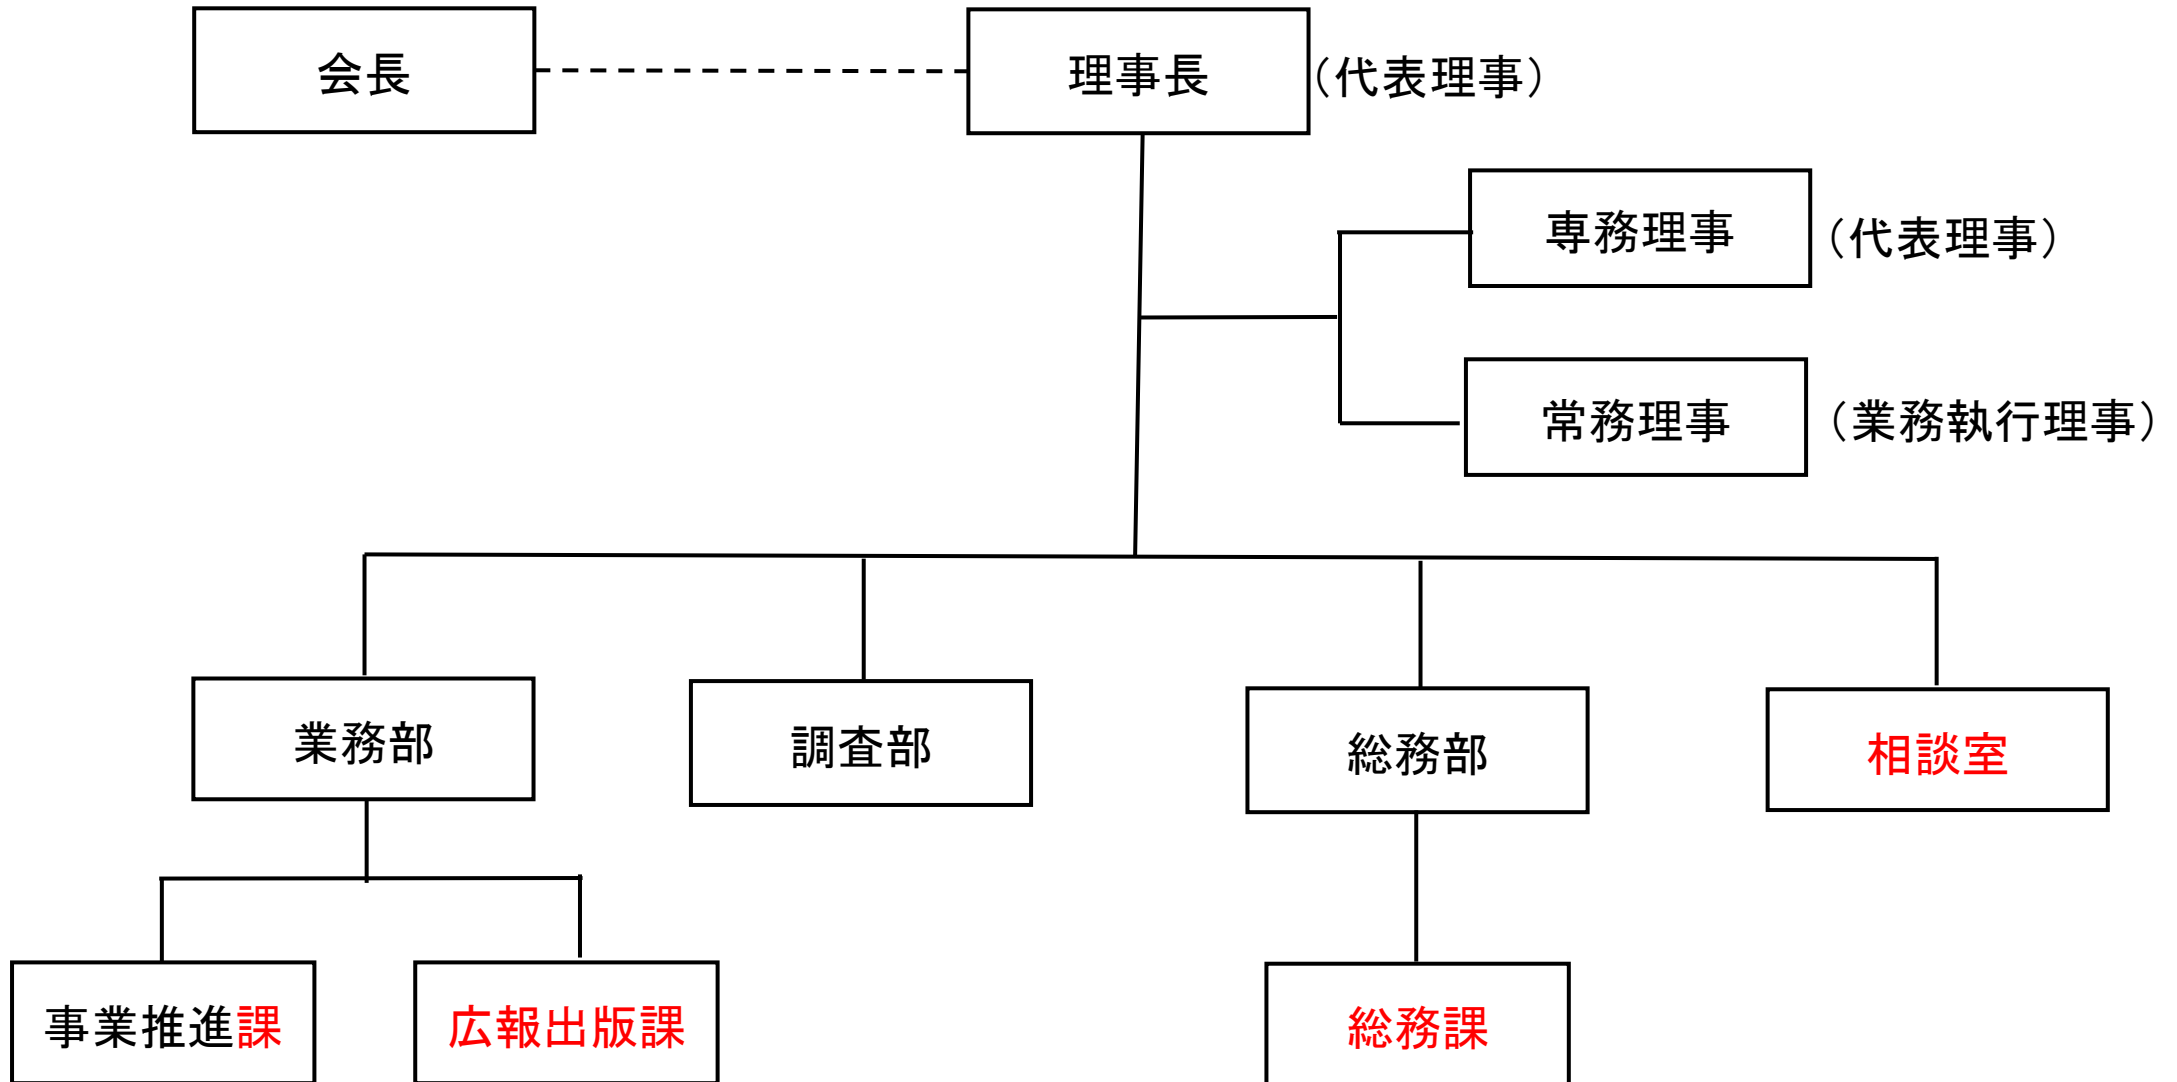 会長
理事長
（代表理事）
専務理事
（代表理事）
常務理事
（業務執行理事）
業務部
調査部
総務部
相談室
事業推進課
広報出版課
総務課